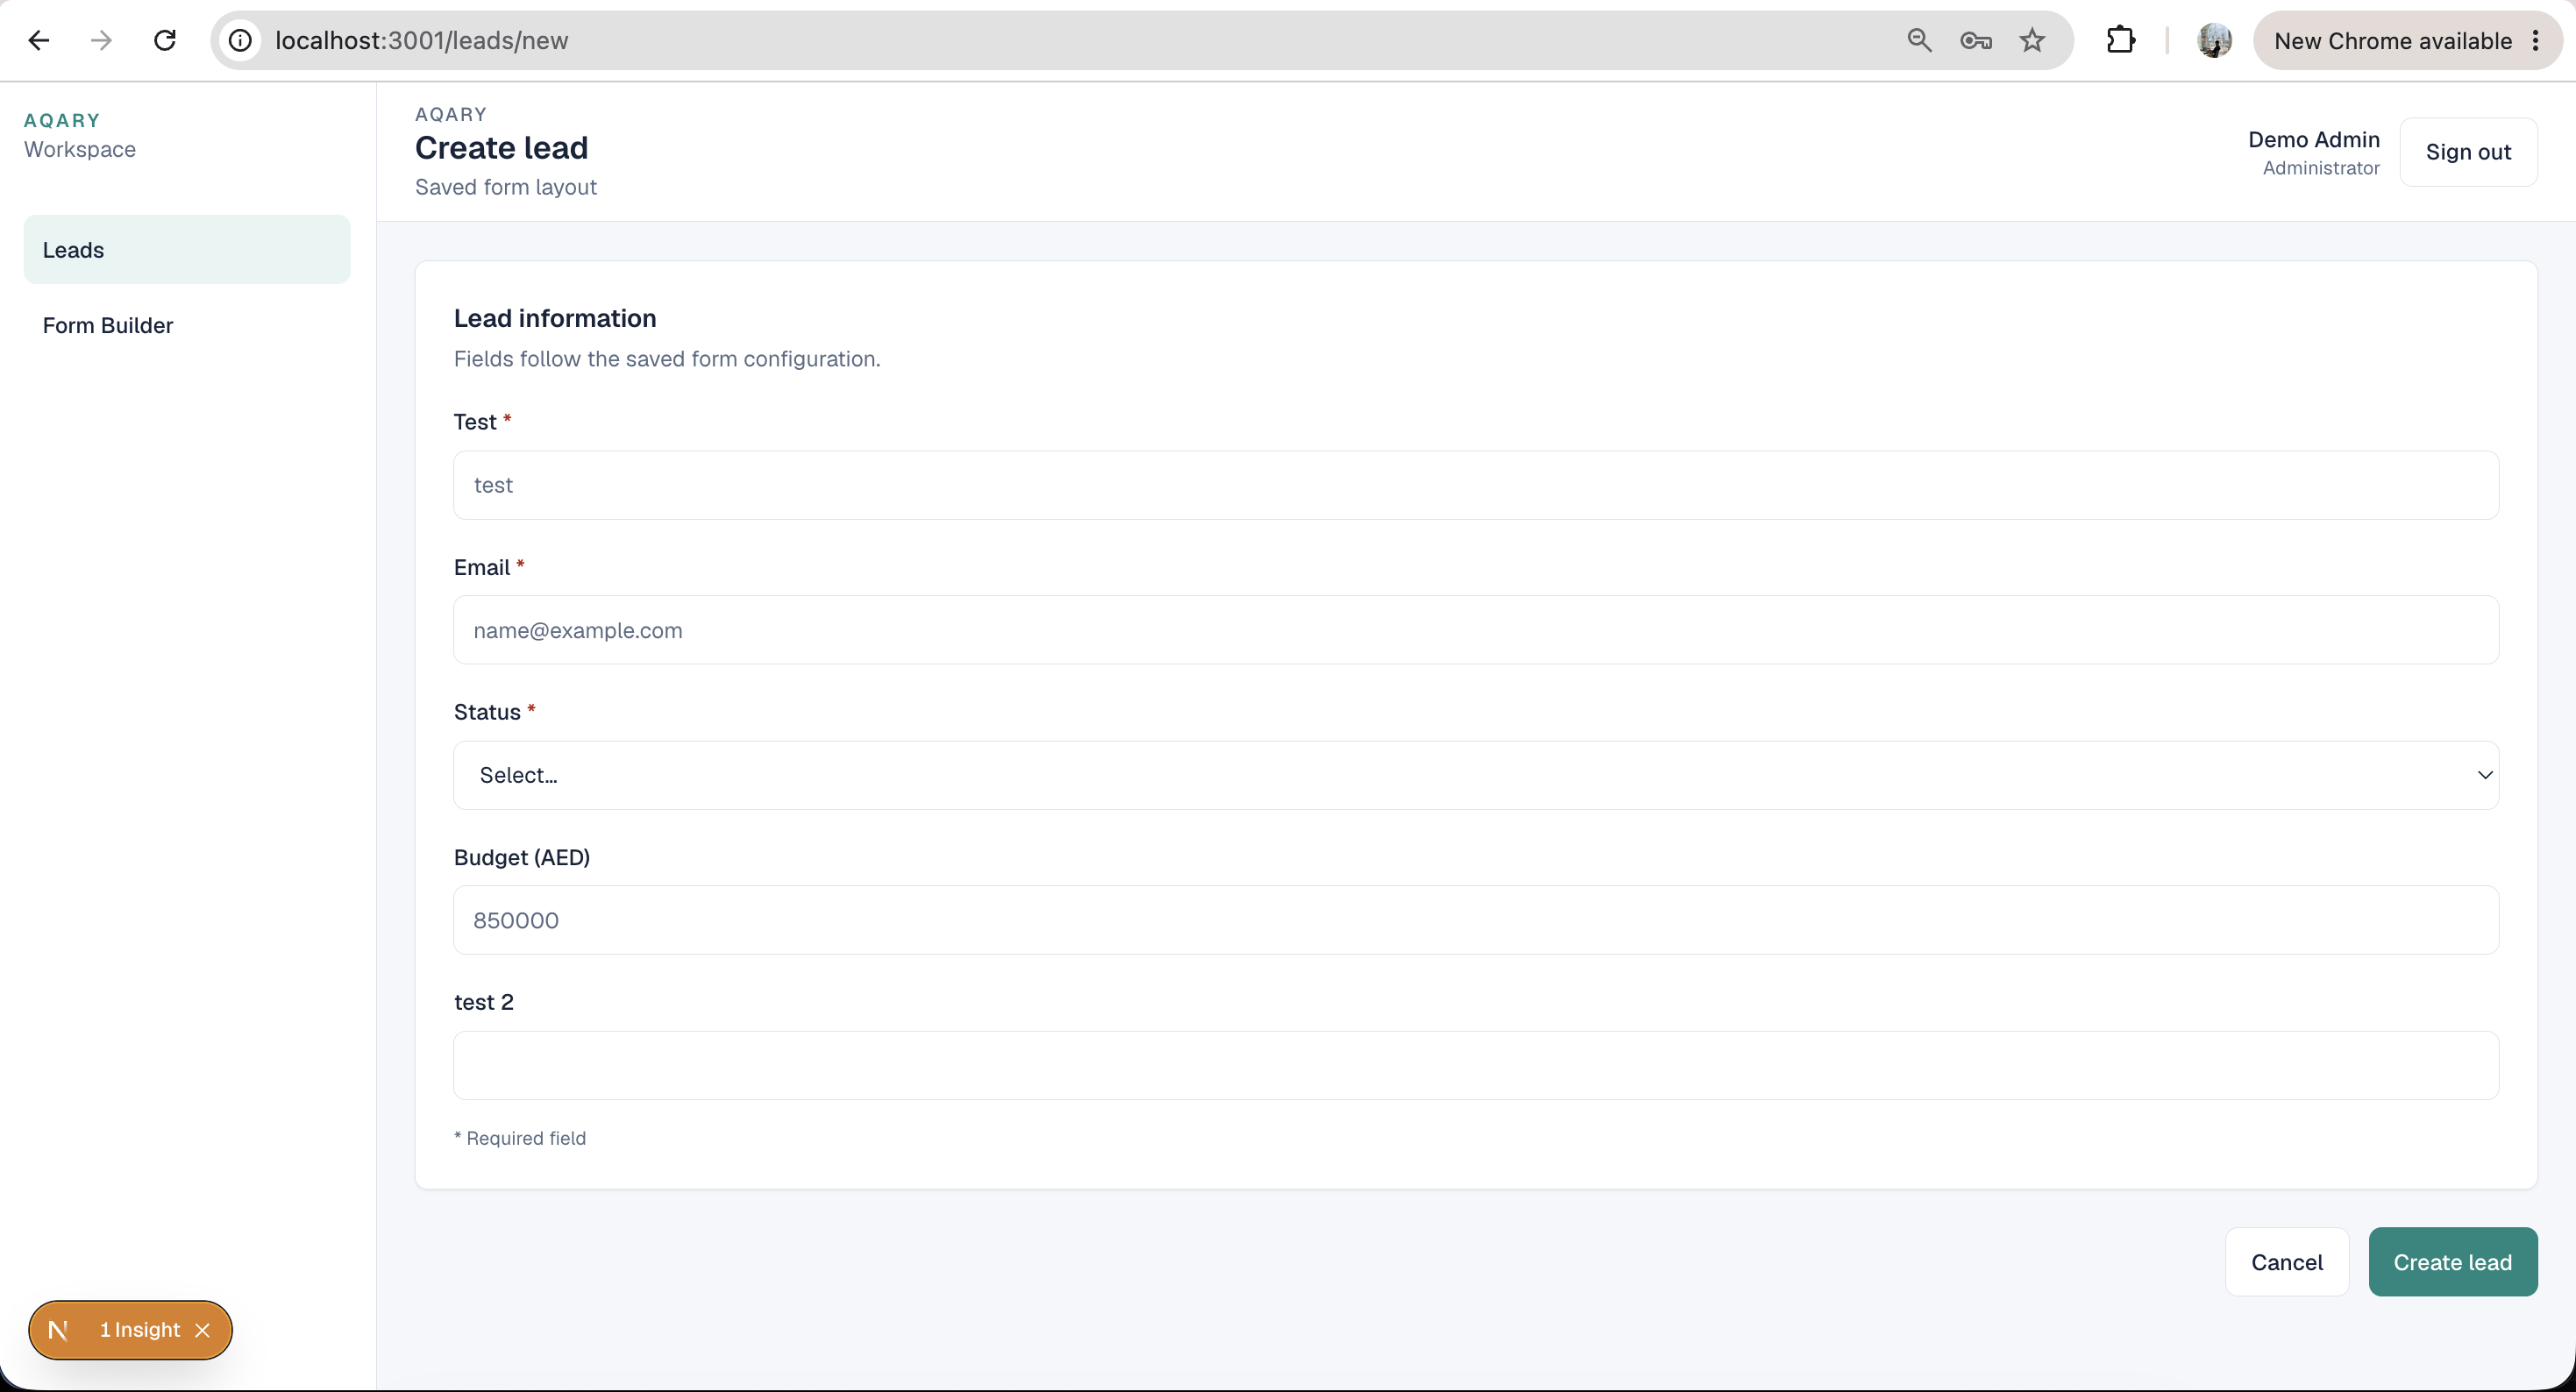 localhost:3001/leads/new
New Chrome available
AQARY
Workspace
Leads
Form Builder
AQARY
Create lead
Saved form layout
Demo Admin
Administrator
Sign out
Lead information
Fields follow the saved form configuration.
Test *
test
Email *
name@example.com
Status *
Select...
Budget (AED)
850000
test 2
* Required field
Cancel
Create lead
N 1 Insight